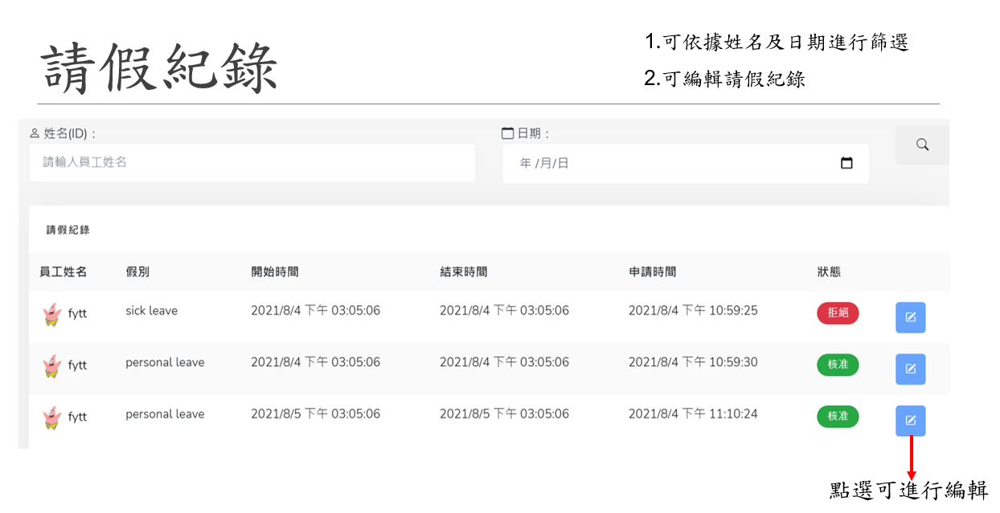 請假紀錄
1.可依據姓名及日期進行篩選
2.可編輯請假紀錄
姓名(ID)：
日期：
請輸入員工姓名
年 /月/日
請假紀錄
員工姓名 假別 開始時間 結束時間 申請時間 狀態
fytt sick leave 2021/8/4 下午 03:05:06 2021/8/4 下午 03:05:06 2021/8/4 下午 10:59:25 拒絕
fytt personal leave 2021/8/4 下午 03:05:06 2021/8/4 下午 03:05:06 2021/8/4 下午 10:59:30 核准
fytt personal leave 2021/8/5 下午 03:05:06 2021/8/5 下午 03:05:06 2021/8/4 下午 11:10:24 核准
點選可進行編輯